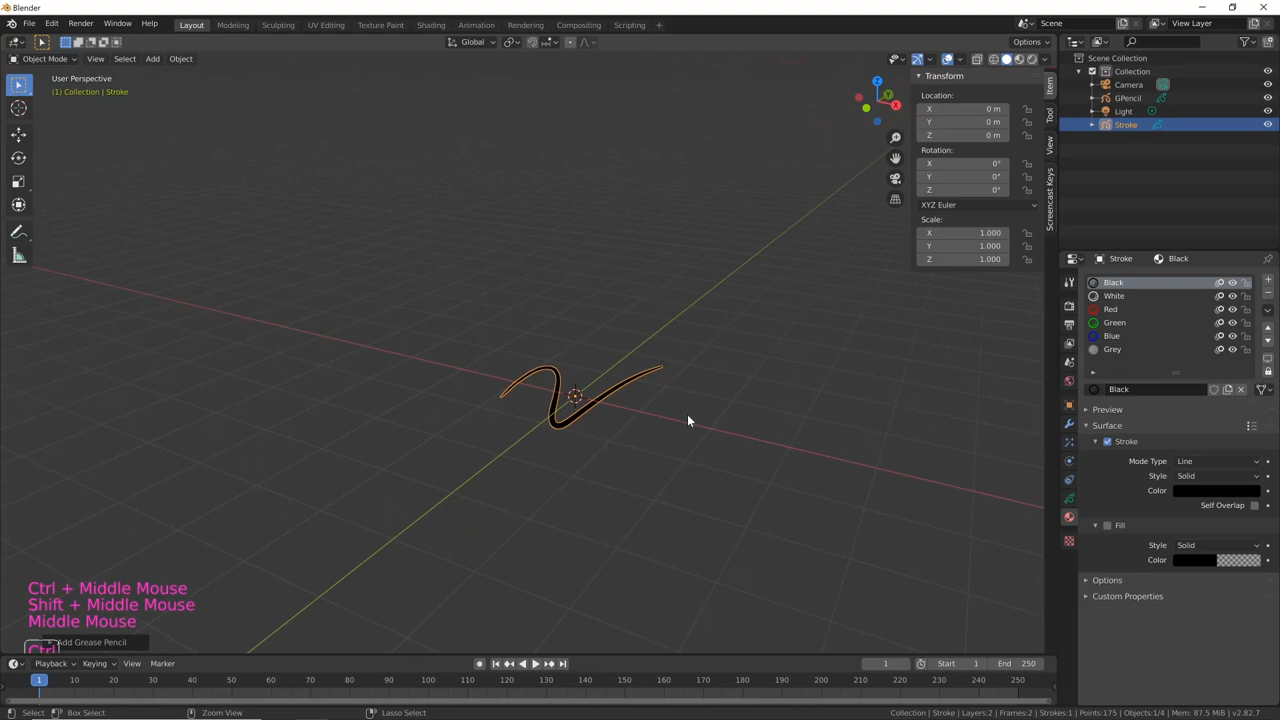 Blender
File Edit Render Window Help Layout Modeling Sculpting UV Editing Texture Paint Shading Animation Rendering Compositing Scripting + Scene View Layer
Global Options
Object Mode View Select Add Object
User Perspective
(1) Collection | Stroke
Z
Y
X
Transform
Location:
X 0 m
Y 0 m
Z 0 m
Rotation:
X 0°
Y 0°
Z 0°
XYZ Euler
Scale:
X 1.000
Y 1.000
Z 1.000
Item
Tool
View
Screencast Keys
Scene Collection
Collection
Camera
GPencil
Light
Stroke
Stroke Black
Black
White
Red
Green
Blue
Grey
Black
Preview
Surface
Stroke
Mode Type Line
Style Solid
Color
Self Overlap
Fill
Style Solid
Color
Options
Custom Properties
Ctrl + Middle Mouse
Shift + Middle Mouse
Middle Mouse
Add Grease Pencil
Ctrl
Playback Keying View Marker 1 Start 1 End 250
1 10 20 30 40 50 60 70 80 90 100 110 120 130 140 150 160 170 180 190 200 210 220 230 240 250
Select Box Select Zoom View Lasso Select Collection | Stroke | Layers:2 | Frames:2 | Strokes:1 | Points:175 | Objects:1/4 | Mem: 87.5 MiB | v2.82.7